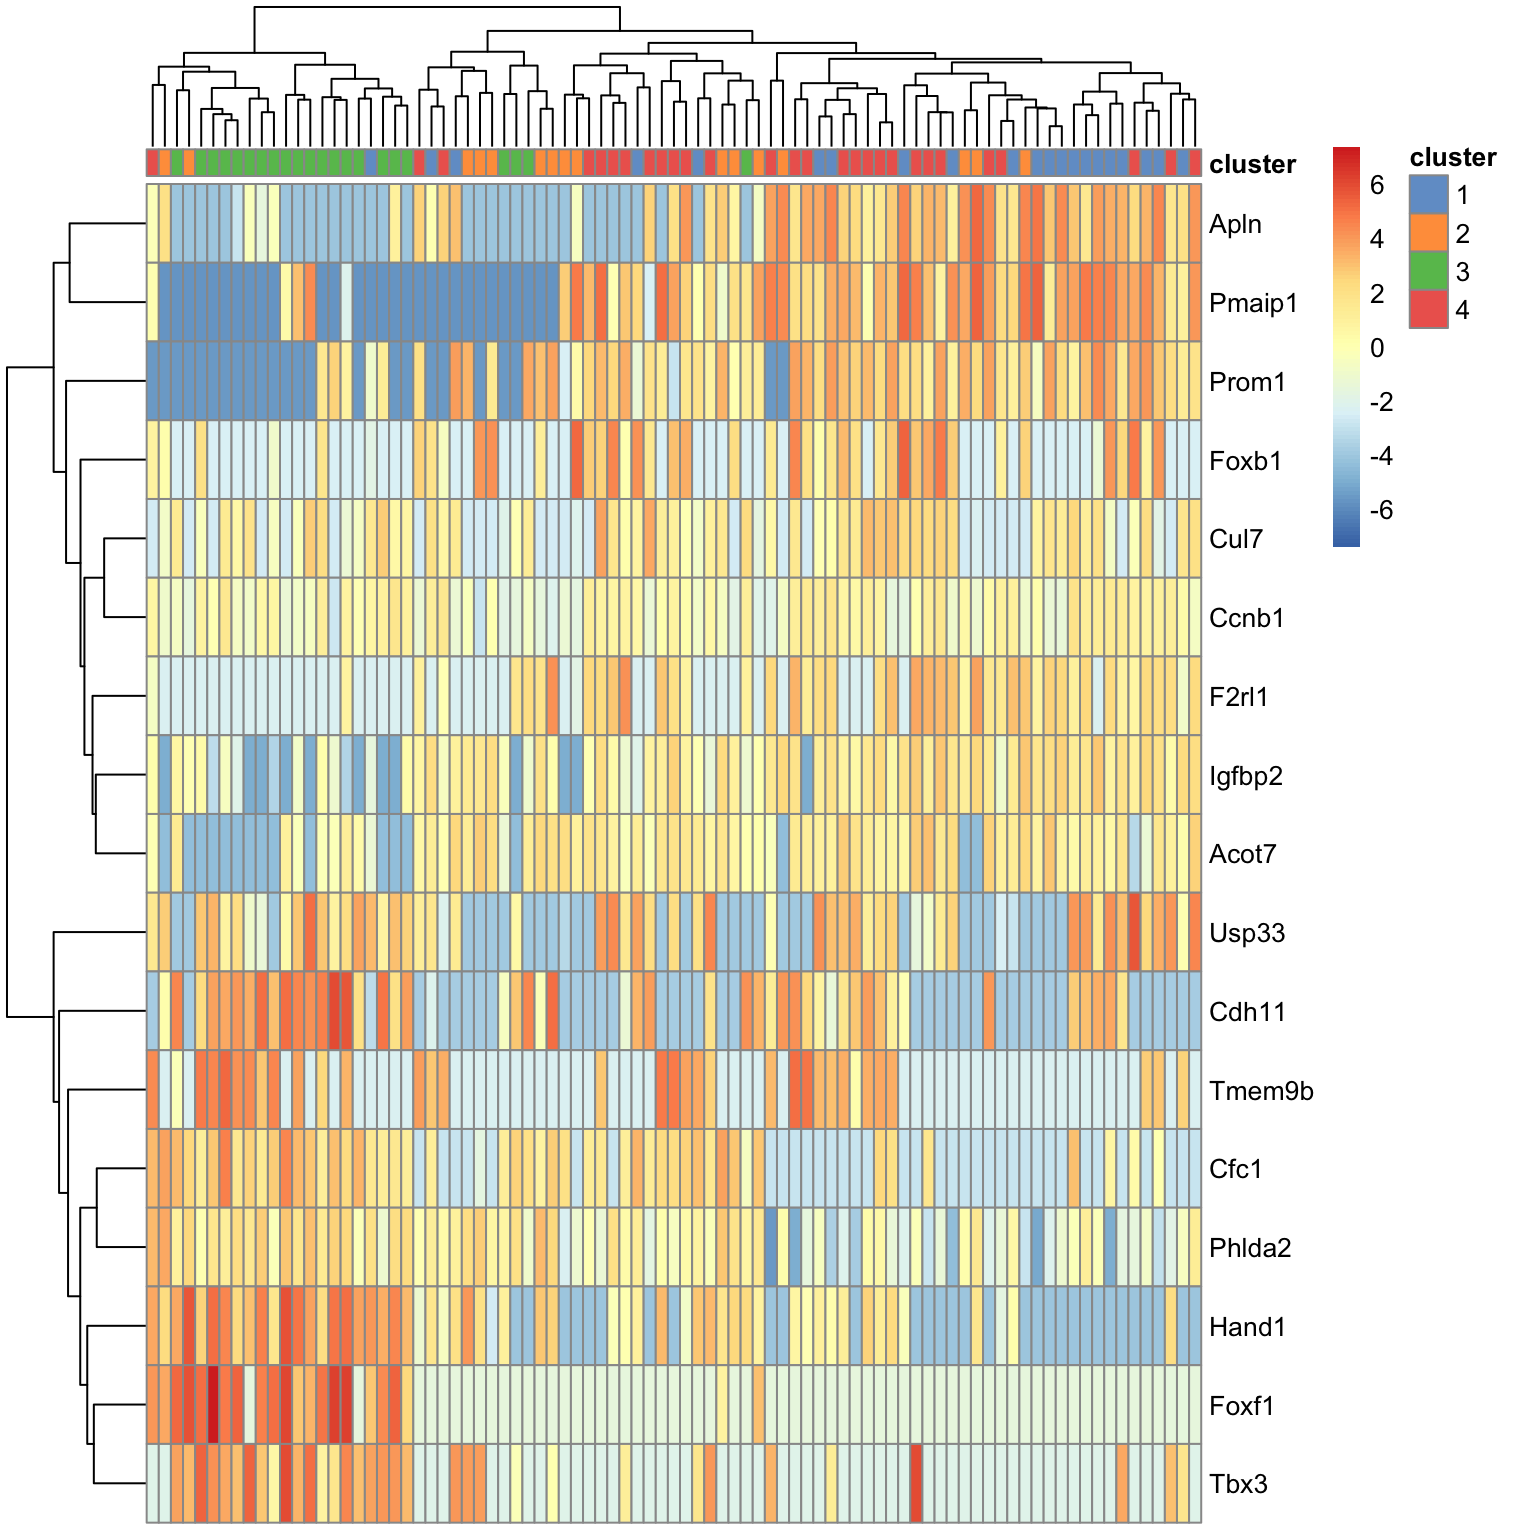 cluster
Apln
Pmaip1
Prom1
Foxb1
Cul7
Ccnb1
F2rl1
Igfbp2
Acot7
Usp33
Cdh11
Tmem9b
Cfc1
Phlda2
Hand1
Foxf1
Tbx3
6
4
2
0
-2
-4
-6
cluster
1
2
3
4